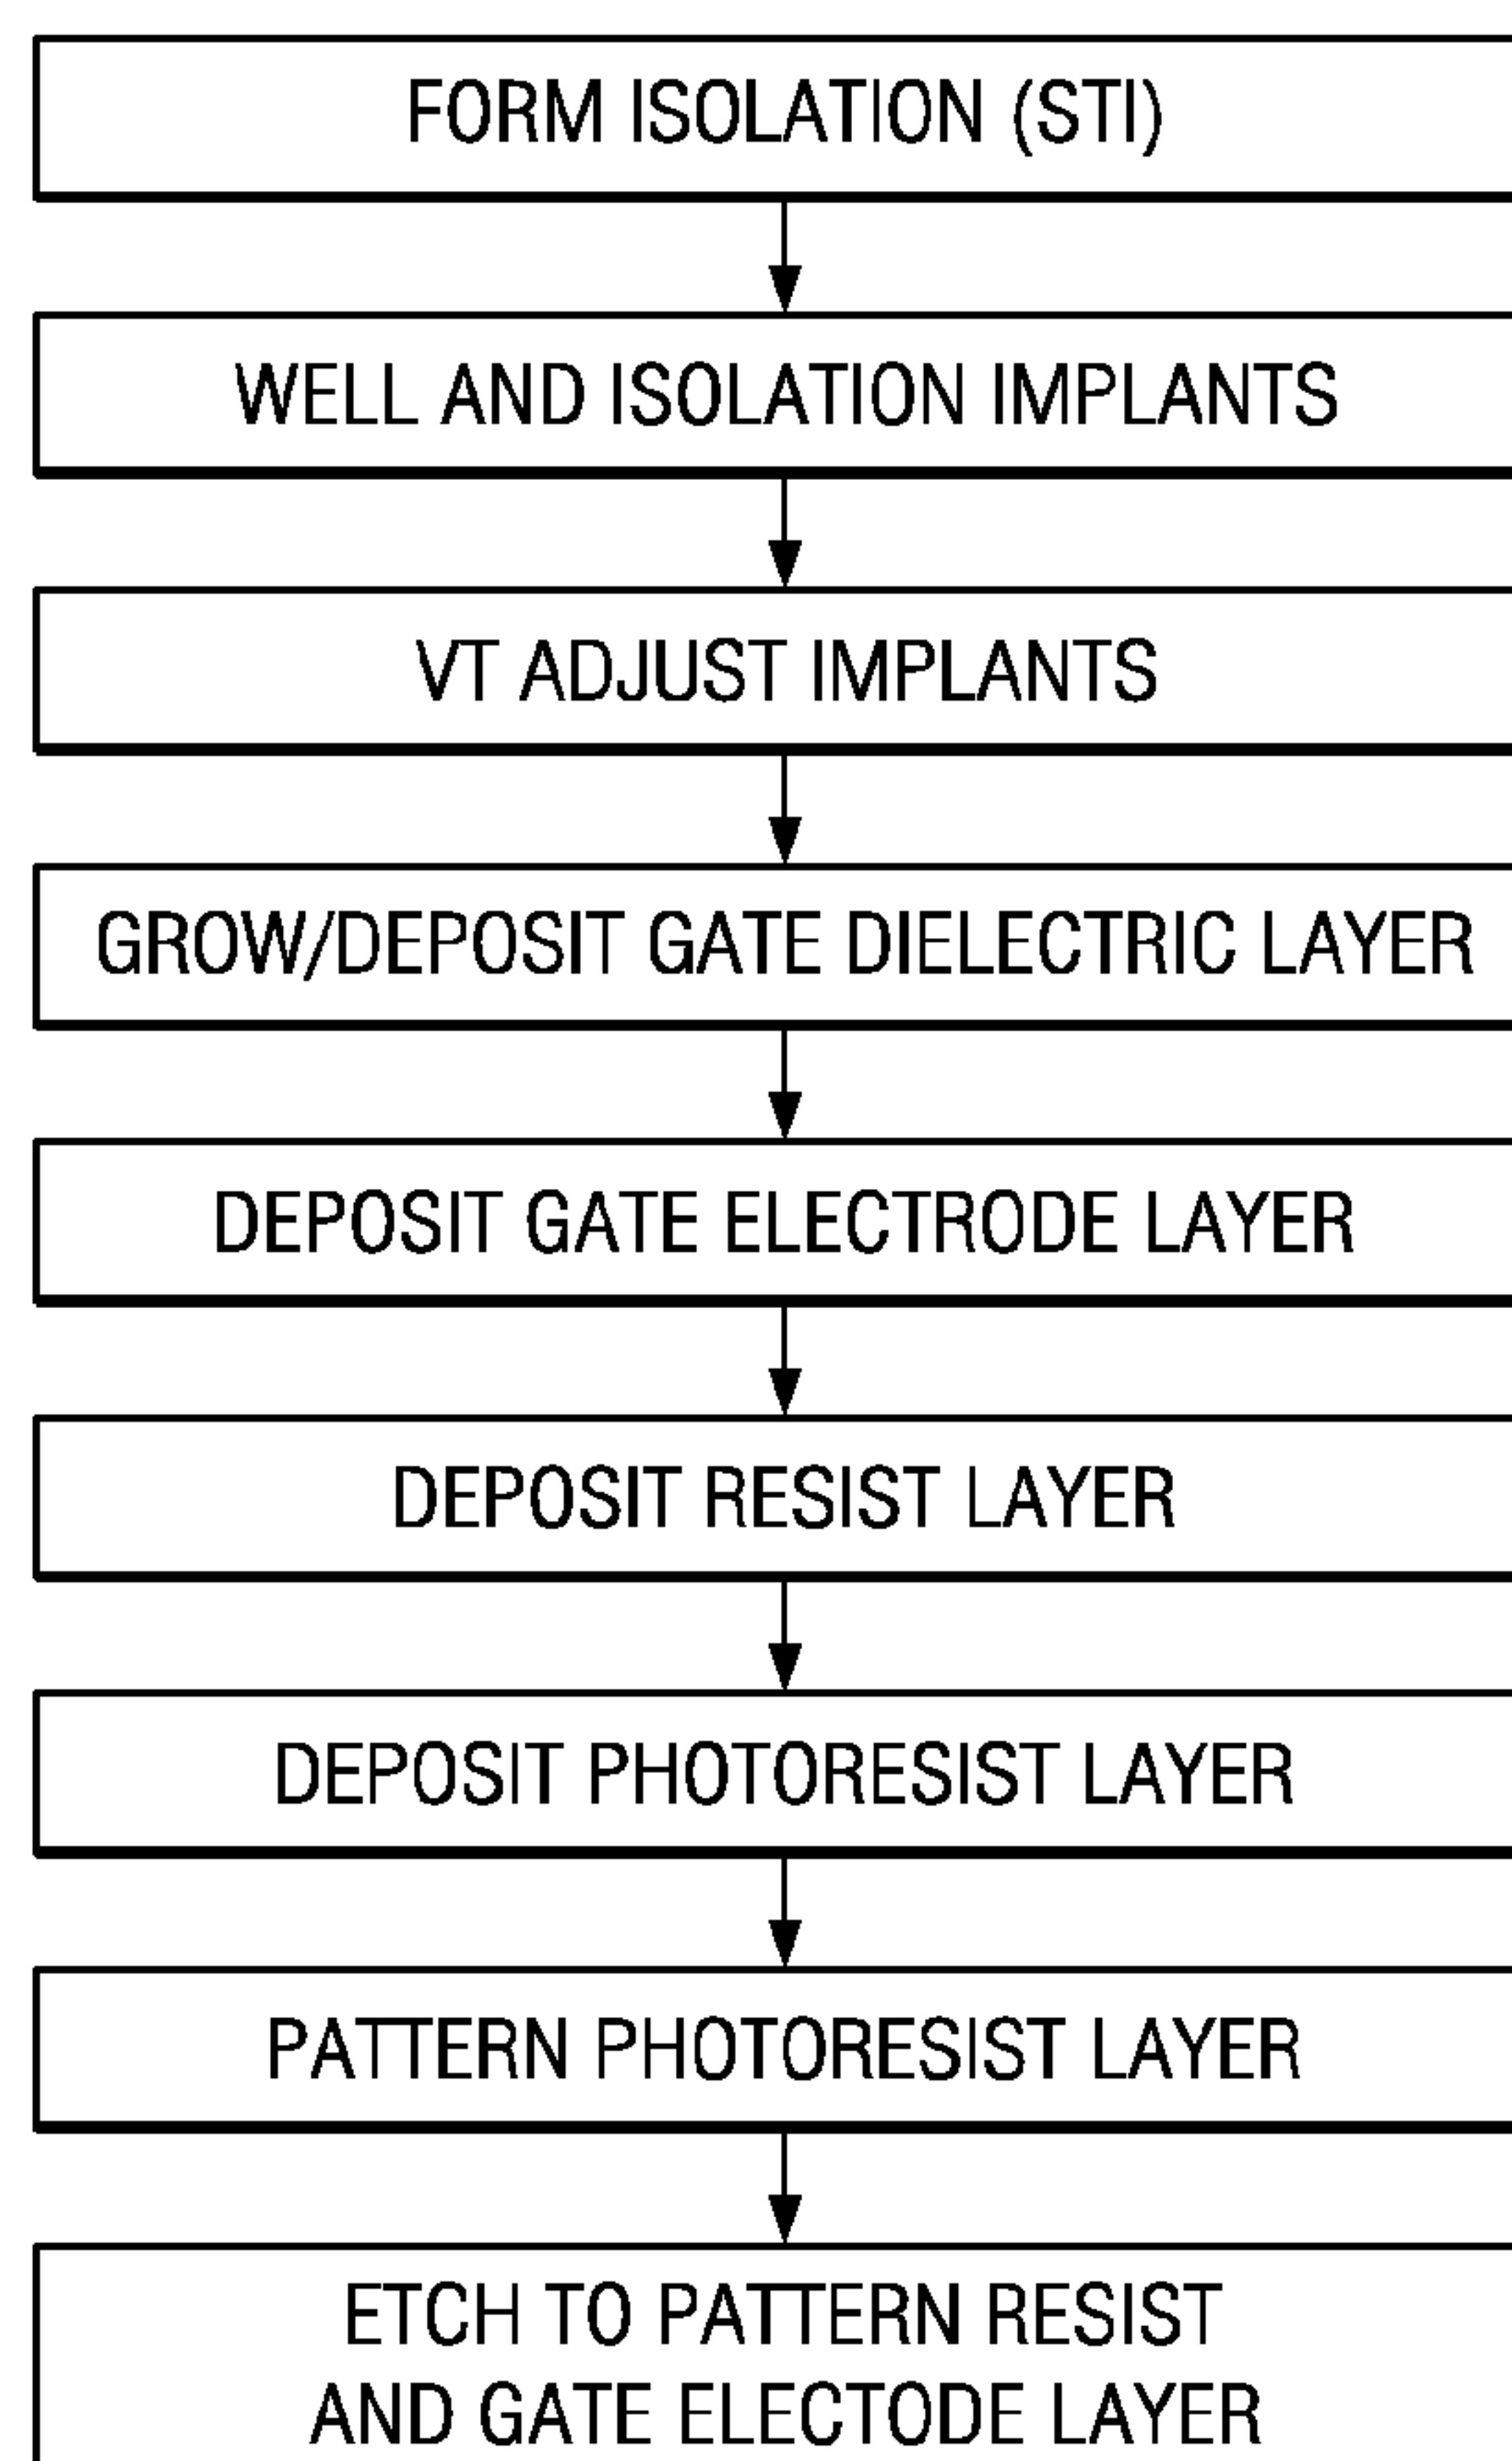 FORM ISOLATION (STI)
WELL AND ISOLATION IMPLANTS
VT ADJUST IMPLANTS
GROW/DEPOSIT GATE DIELECTRIC LAYER
DEPOSIT GATE ELECTRODE LAYER
DEPOSIT RESIST LAYER
DEPOSIT PHOTORESIST LAYER
PATTERN PHOTORESIST LAYER
ETCH TO PATTERN RESIST
AND GATE ELECTODE LAYER